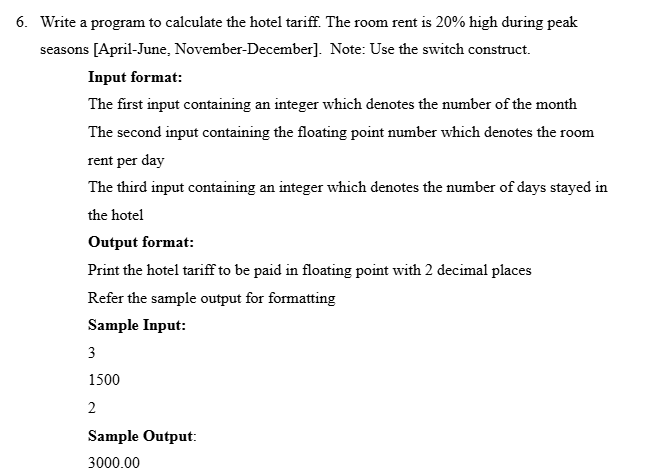 6. Write a program to calculate the hotel tariff. The room rent is 20% high during peak
seasons [April-June, November-December]. Note: Use the switch construct.
Input format:
The first input containing an integer which denotes the number of the month
The second input containing the floating point number which denotes the room
rent per day
The third input containing an integer which denotes the number of days stayed in
the hotel
Output format:
Print the hotel tariff to be paid in floating point with 2 decimal places
Refer the sample output for formatting
Sample Input:
3
1500
2
Sample Output:
3000.00